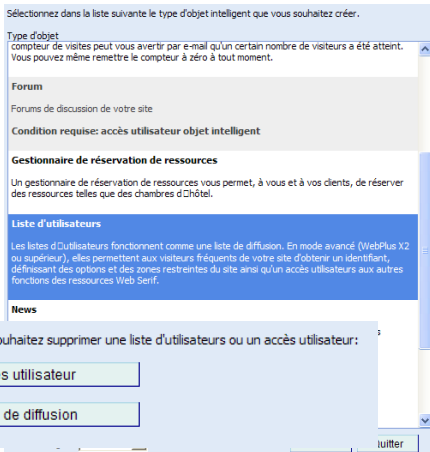 Sélectionnez dans la liste suivante le type d'objet intelligent que vous souhaitez créer.
Type d'objet
compteur de visites peut vous avertir par e-mail qu'un certain nombre de visiteurs a été atteint.
Vous pouvez même remettre le compteur à zéro à tout moment.
Forum
Forums de discussion de votre site
Condition requise: accès utilisateur objet intelligent
Gestionnaire de réservation de ressources
Un gestionnaire de réservation de ressources vous permet, à vous et à vos clients, de réserver
des ressources telles que des chambres d□hôtel.
Liste d'utilisateurs
Les listes d□utilisateurs fonctionnent comme une liste de diffusion. En mode avancé (WebPlus X2
ou supérieur), elles permettent aux visiteurs fréquents de votre site d'obtenir un identifiant,
définissant des options et des zones restreintes du site ainsi qu'un accès utilisateurs aux autres
fonctions des ressources Web Serif.
News
ouhaitez supprimer une liste d'utilisateurs ou un accès utilisateur:
s utilisateur
de diffusion
uitter